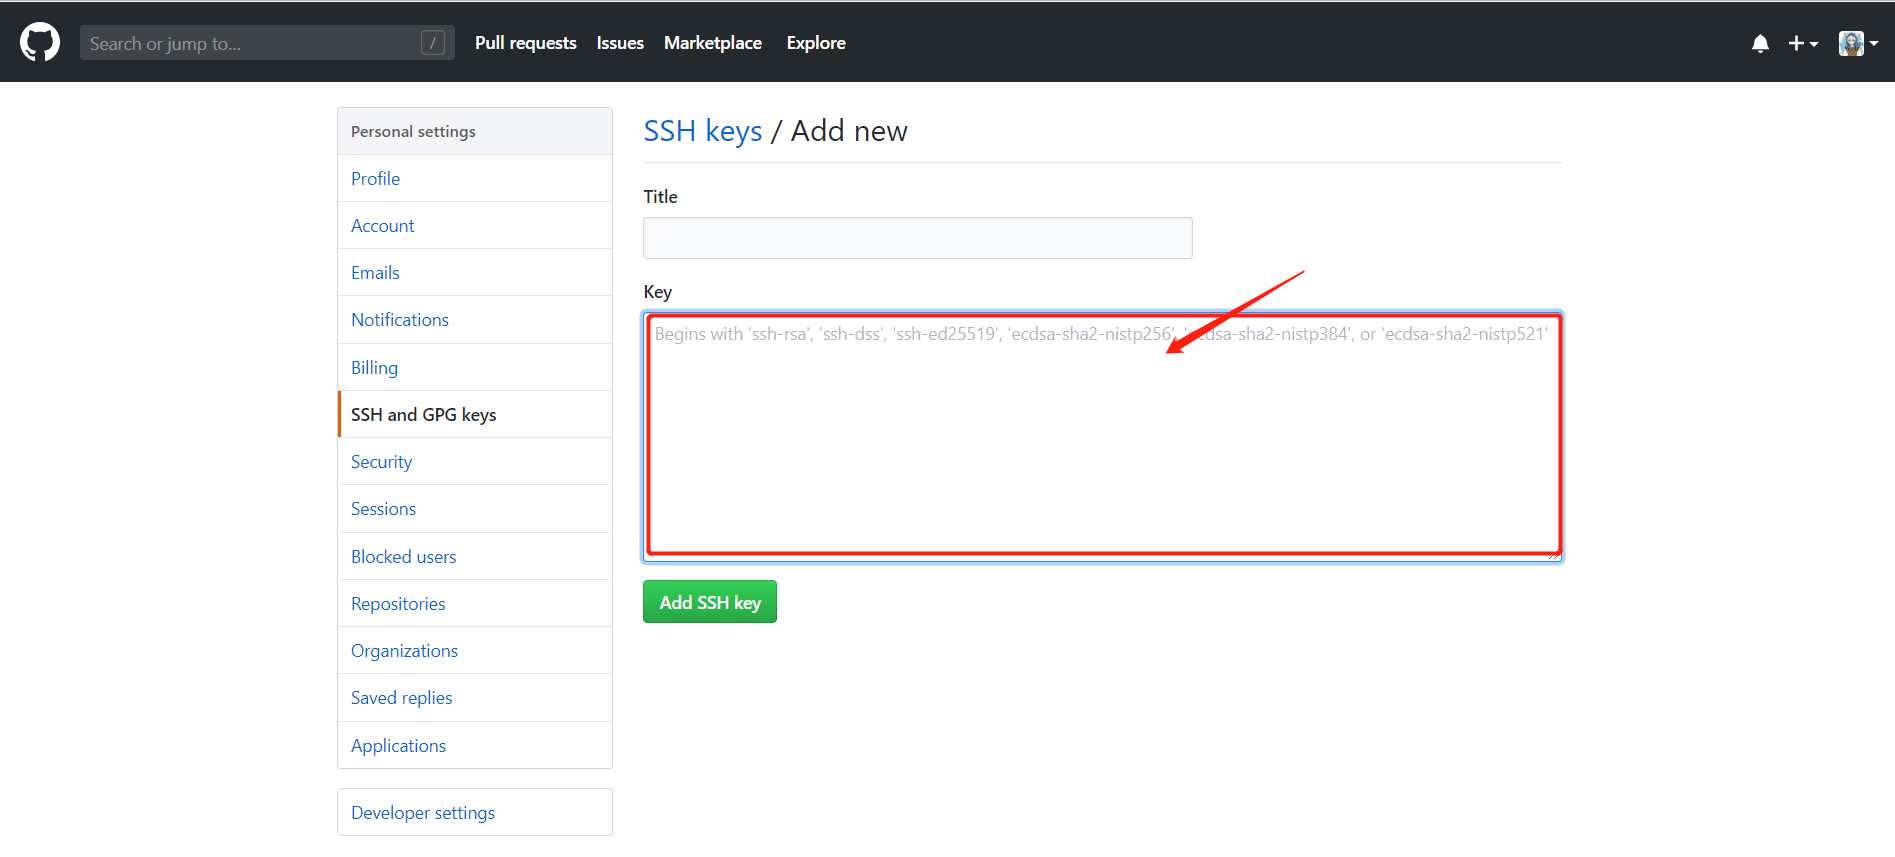 Search or jump to... / Pull requests Issues Marketplace Explore
Personal settings
Profile
Account
Emails
Notifications
Billing
SSH and GPG keys
Security
Sessions
Blocked users
Repositories
Organizations
Saved replies
Applications
Developer settings
SSH keys / Add new
Title
Key
Begins with 'ssh-rsa', 'ssh-dss', 'ssh-ed25519', 'ecdsa-sha2-nistp256', 'ecdsa-sha2-nistp384', or 'ecdsa-sha2-nistp521'
Add SSH key